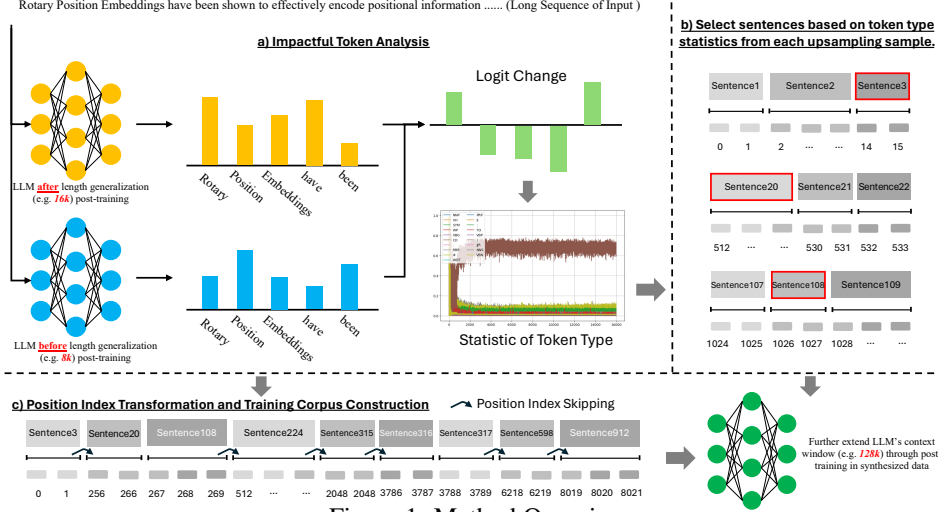 Rotary Position Embeddings have been shown to effectively encode positional information ...... (Long Sequence of Input )
a) Impactful Token Analysis
Logit Change
Rotary
Position
Embeddings
have
been
LLM after length generalization
(e.g. 16k) post-training
Rotary
Position
Embeddings
have
been
LLM before length generalization
(e.g. 8k) post-training
Statistic of Token Type
b) Select sentences based on token type
statistics from each upsampling sample.
Sentence1 Sentence2 Sentence3
0 1 2 ... ... 14 15
Sentence20 Sentence21 Sentence22
512 ... ... 530 531 532 533
Sentence107 Sentence108 Sentence109
1024 1025 1026 1027 1028 ... ...
c) Position Index Transformation and Training Corpus Construction
Position Index Skipping
Sentence3 Sentence20 Sentence108 Sentence224 Sentence315 Sentence316 Sentence317 Sentence598 Sentence912
0 1 256 266 267 268 269 512 ... ... 2048 2048 3786 3787 3788 3789 6218 6219 8019 8020 8021
Further extend LLM's context
window (e.g. 128k) through post
training in synthesized data